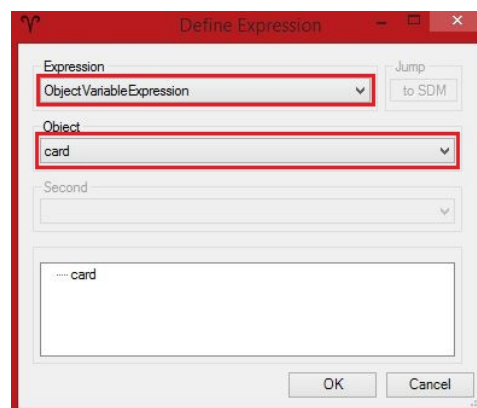 Define Expression
Expression
Jump
ObjectVariableExpression
to SDM
Object
card
Second
card
OK
Cancel